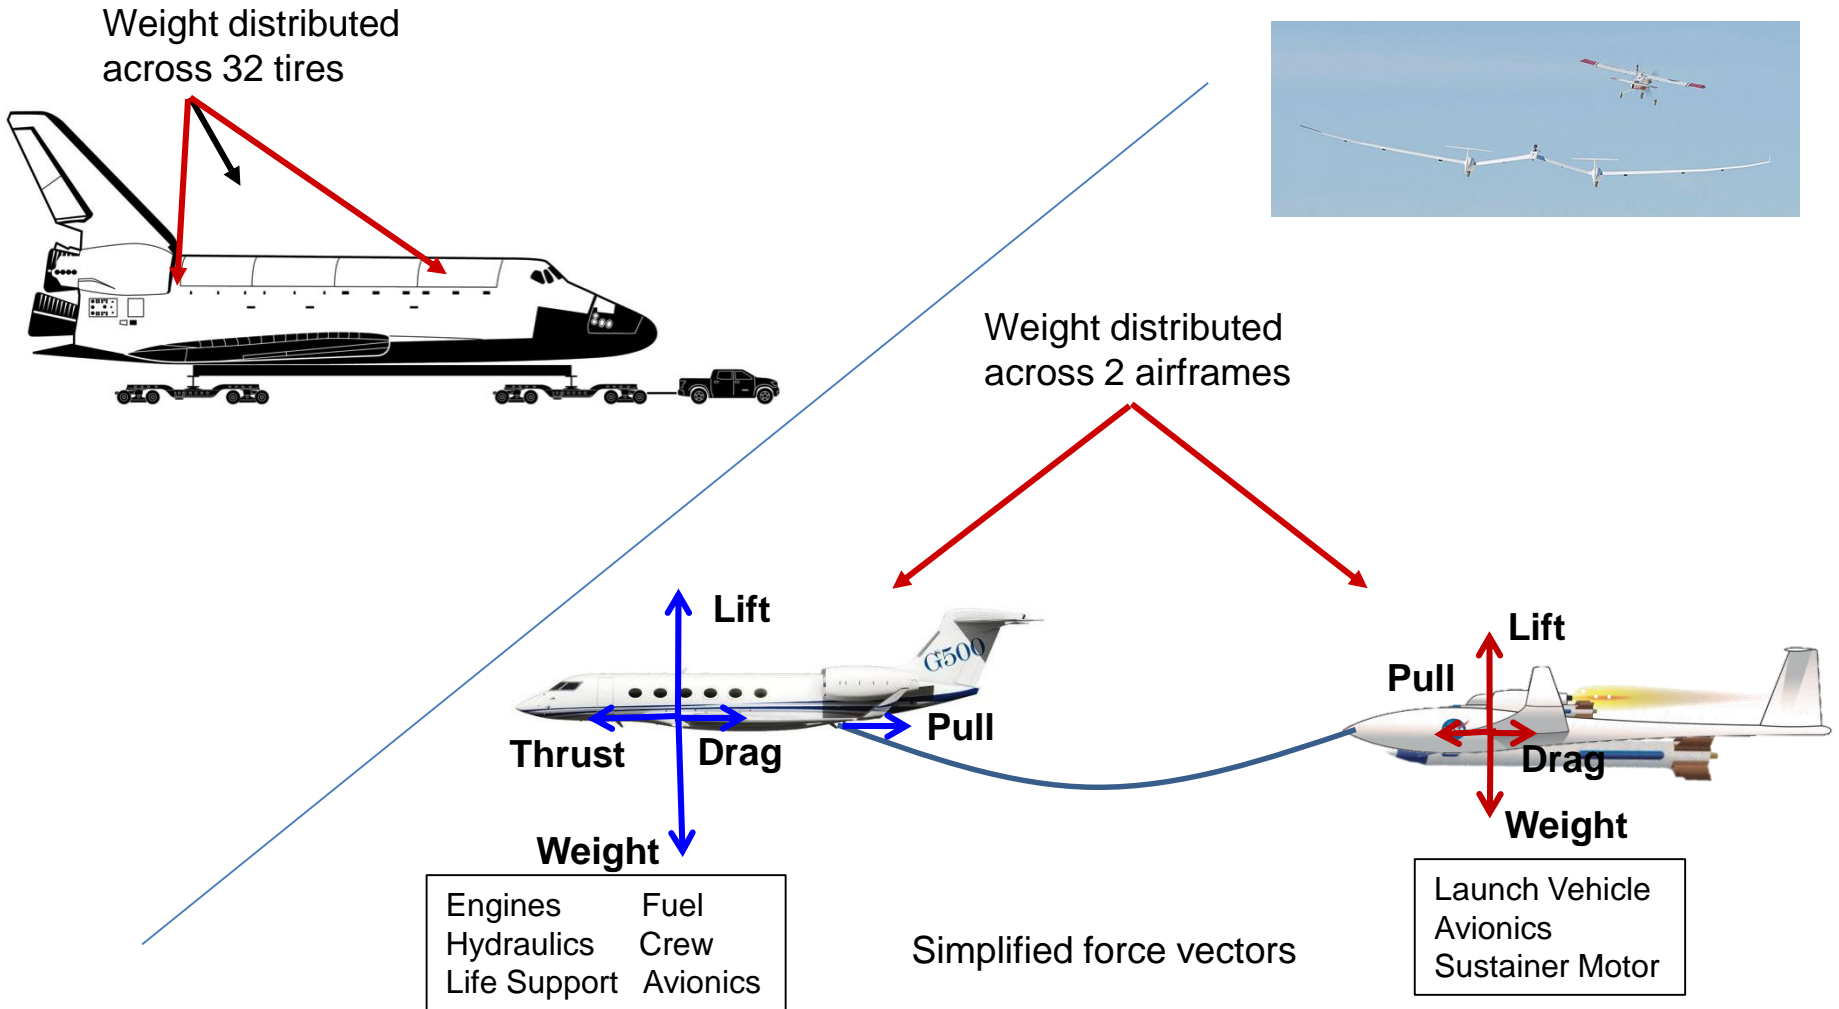 Weight distributed
across 32 tires
Weight distributed
across 2 airframes
Lift
G500
Thrust
Drag
Pull
Weight
Engines Fuel
Hydraulics Crew
Life Support Avionics
Simplified force vectors
Lift
Pull
Drag
Weight
Launch Vehicle
Avionics
Sustainer Motor